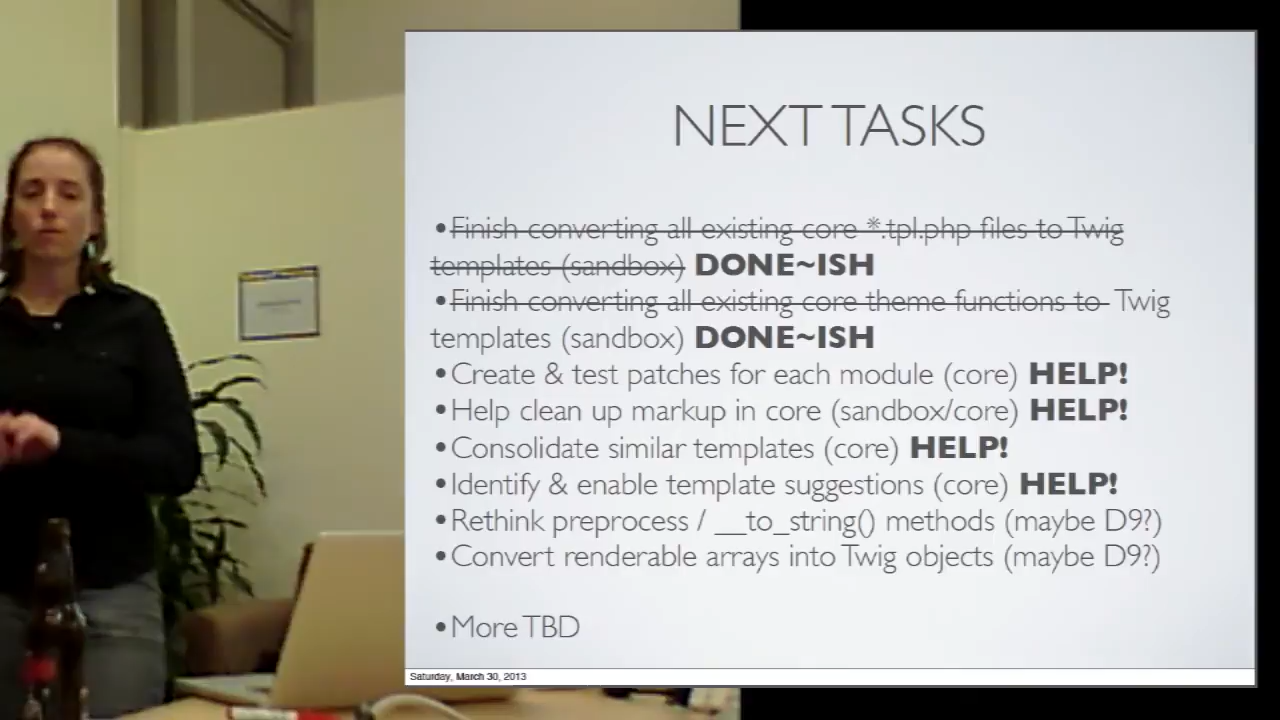 NEXT TASKS
•Finish converting all existing core *.tpl.php files to Twig
templates (sandbox) DONE~ISH
•Finish converting all existing core theme functions to Twig
templates (sandbox) DONE~ISH
•Create & test patches for each module (core) HELP!
•Help clean up markup in core (sandbox/core) HELP!
•Consolidate similar templates (core) HELP!
•Identify & enable template suggestions (core) HELP!
•Rethink preprocess / __to_string() methods (maybe D9?)
•Convert renderable arrays into Twig objects (maybe D9?)
•More TBD
Saturday, March 30, 2013